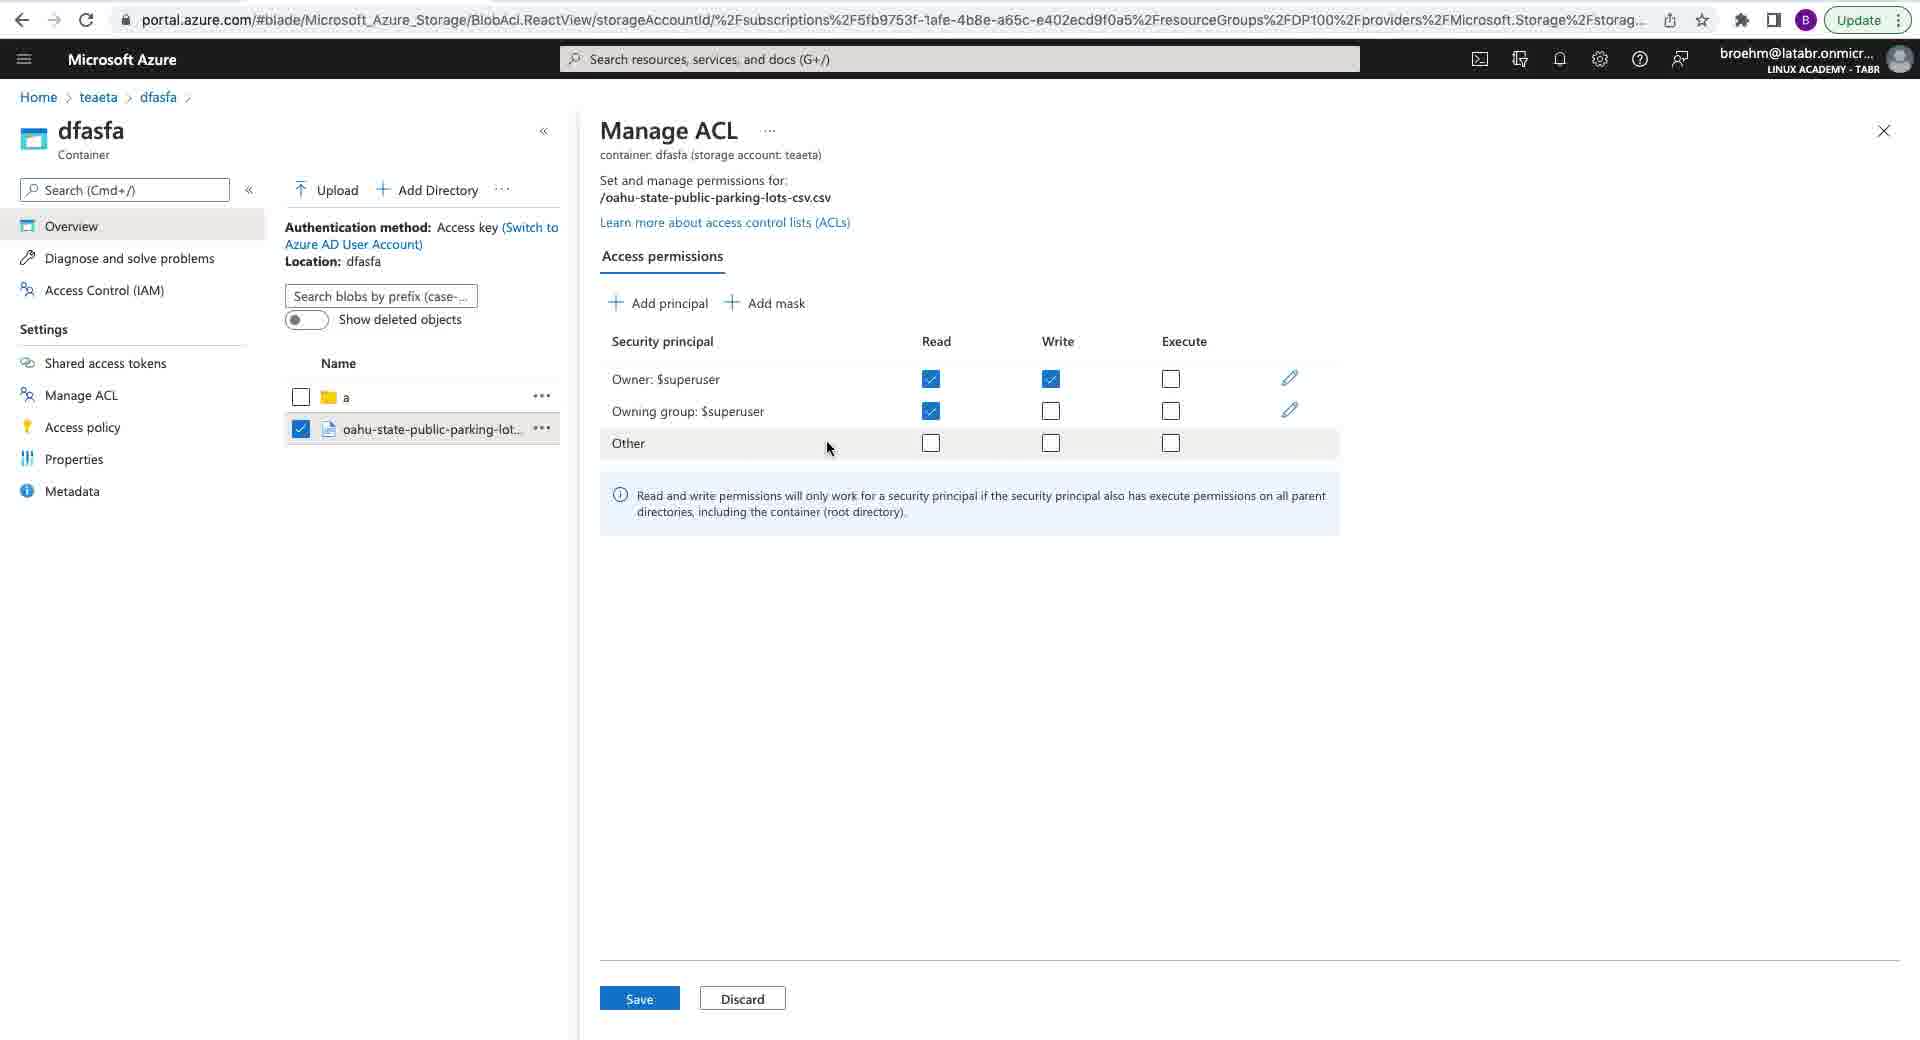 portal.azure.com/#blade/Microsoft_Azure_Storage/BlobAcl.ReactView/storageAccountId/%2Fsubscriptions%2F5fb9753f-1afe-4b8e-a65c-e402ecd9f0a5%2FresourceGroups%2FDP100%2Fproviders%2FMicrosoft.Storage%2Fstorag...
B
Update
Microsoft Azure
Search resources, services, and docs (G+/)
broehm@latabr.onmicr...
LINUX ACADEMY - TABR
Home > teaeta > dfasfa >
dfasfa
Container
Search (Cmd+/)
Overview
Diagnose and solve problems
Access Control (IAM)
Settings
Shared access tokens
Manage ACL
Access policy
Properties
Metadata
Upload + Add Directory ...
Authentication method: Access key (Switch to
Azure AD User Account)
Location: dfasfa
Search blobs by prefix (case-...
Show deleted objects
Name
a
oahu-state-public-parking-lot...
Manage ACL ...
container: dfasfa (storage account: teaeta)
Set and manage permissions for:
/oahu-state-public-parking-lots-csv.csv
Learn more about access control lists (ACLs)
Access permissions
+ Add principal + Add mask
Security principal Read Write Execute
Owner: $superuser
Owning group: $superuser
Other
Read and write permissions will only work for a security principal if the security principal also has execute permissions on all parent
directories, including the container (root directory).
Save Discard